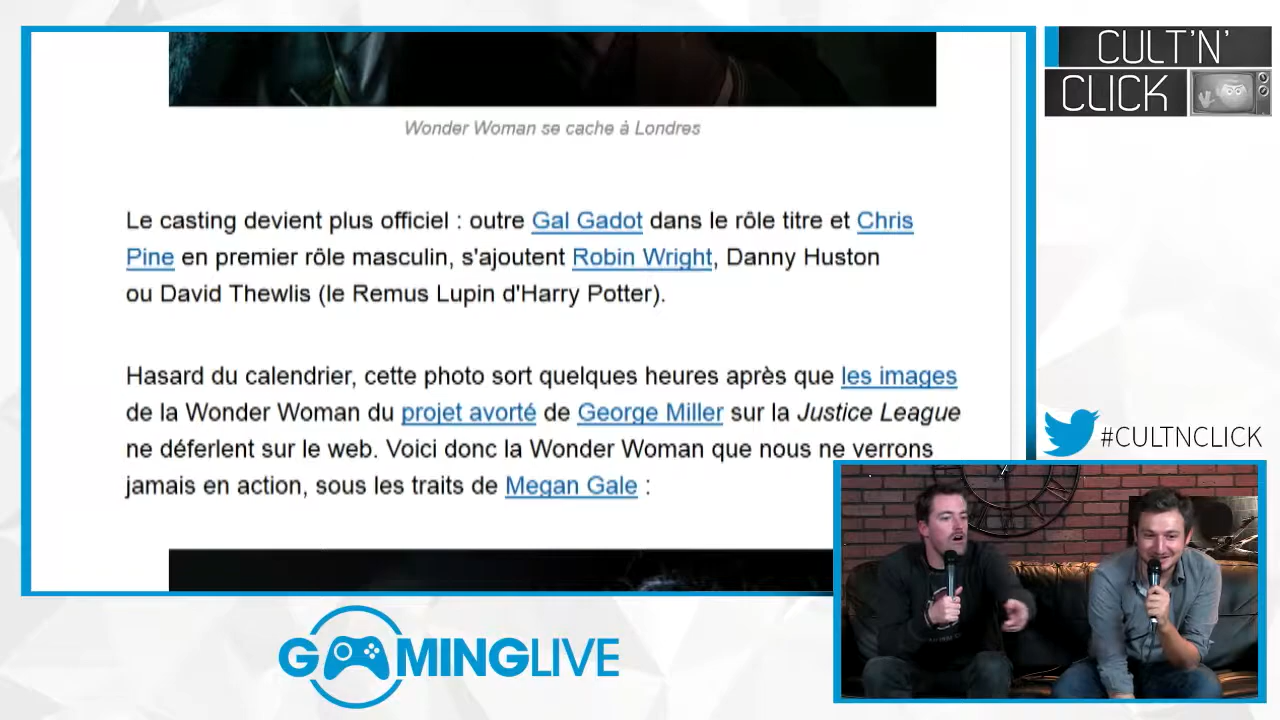 CULT'N'
CLICK
Wonder Woman se cache à Londres
Le casting devient plus officiel : outre Gal Gadot dans le rôle titre et Chris
Pine en premier rôle masculin, s'ajoutent Robin Wright, Danny Huston
ou David Thewlis (le Remus Lupin d'Harry Potter).
Hasard du calendrier, cette photo sort quelques heures après que les images
de la Wonder Woman du projet avorté de George Miller sur la Justice League
ne déferlent sur le web. Voici donc la Wonder Woman que nous ne verrons
jamais en action, sous les traits de Megan Gale :
#CULTNCLICK
GAMINGLIVE